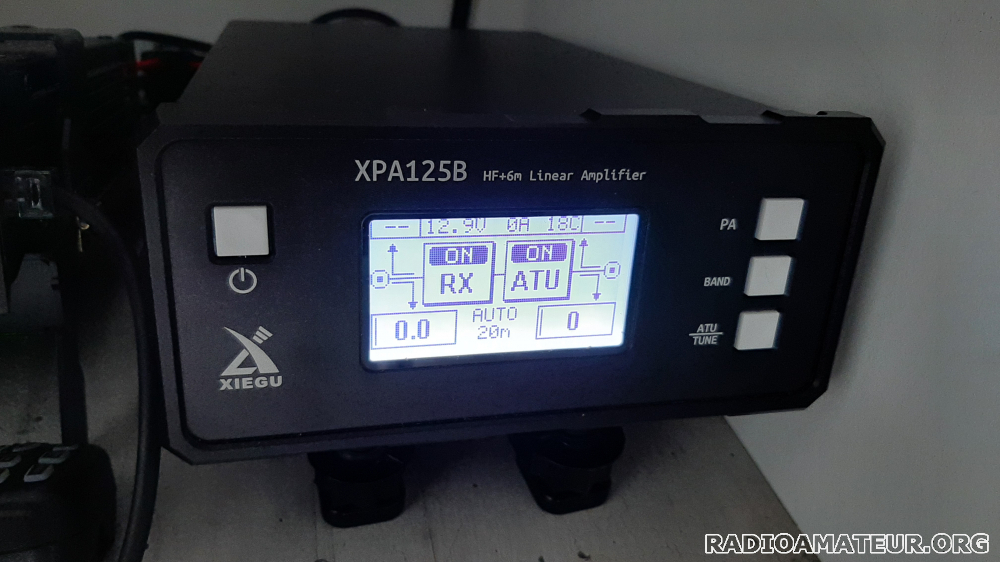 XPA125B HF+6m Linear Amplifier
-- 12.9V 0A 18C --
ON ON
RX ATU
0.0 AUTO 0
20m
PA
BAND
ATU
TUNE
XIEGU
RADIOAMATEUR.ORG